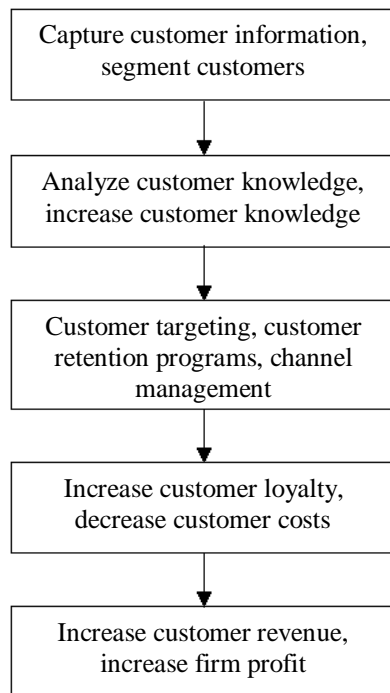 Capture customer information,
segment customers
Analyze customer knowledge,
increase customer knowledge
Customer targeting, customer
retention programs, channel
management
Increase customer loyalty,
decrease customer costs
Increase customer revenue,
increase firm profit